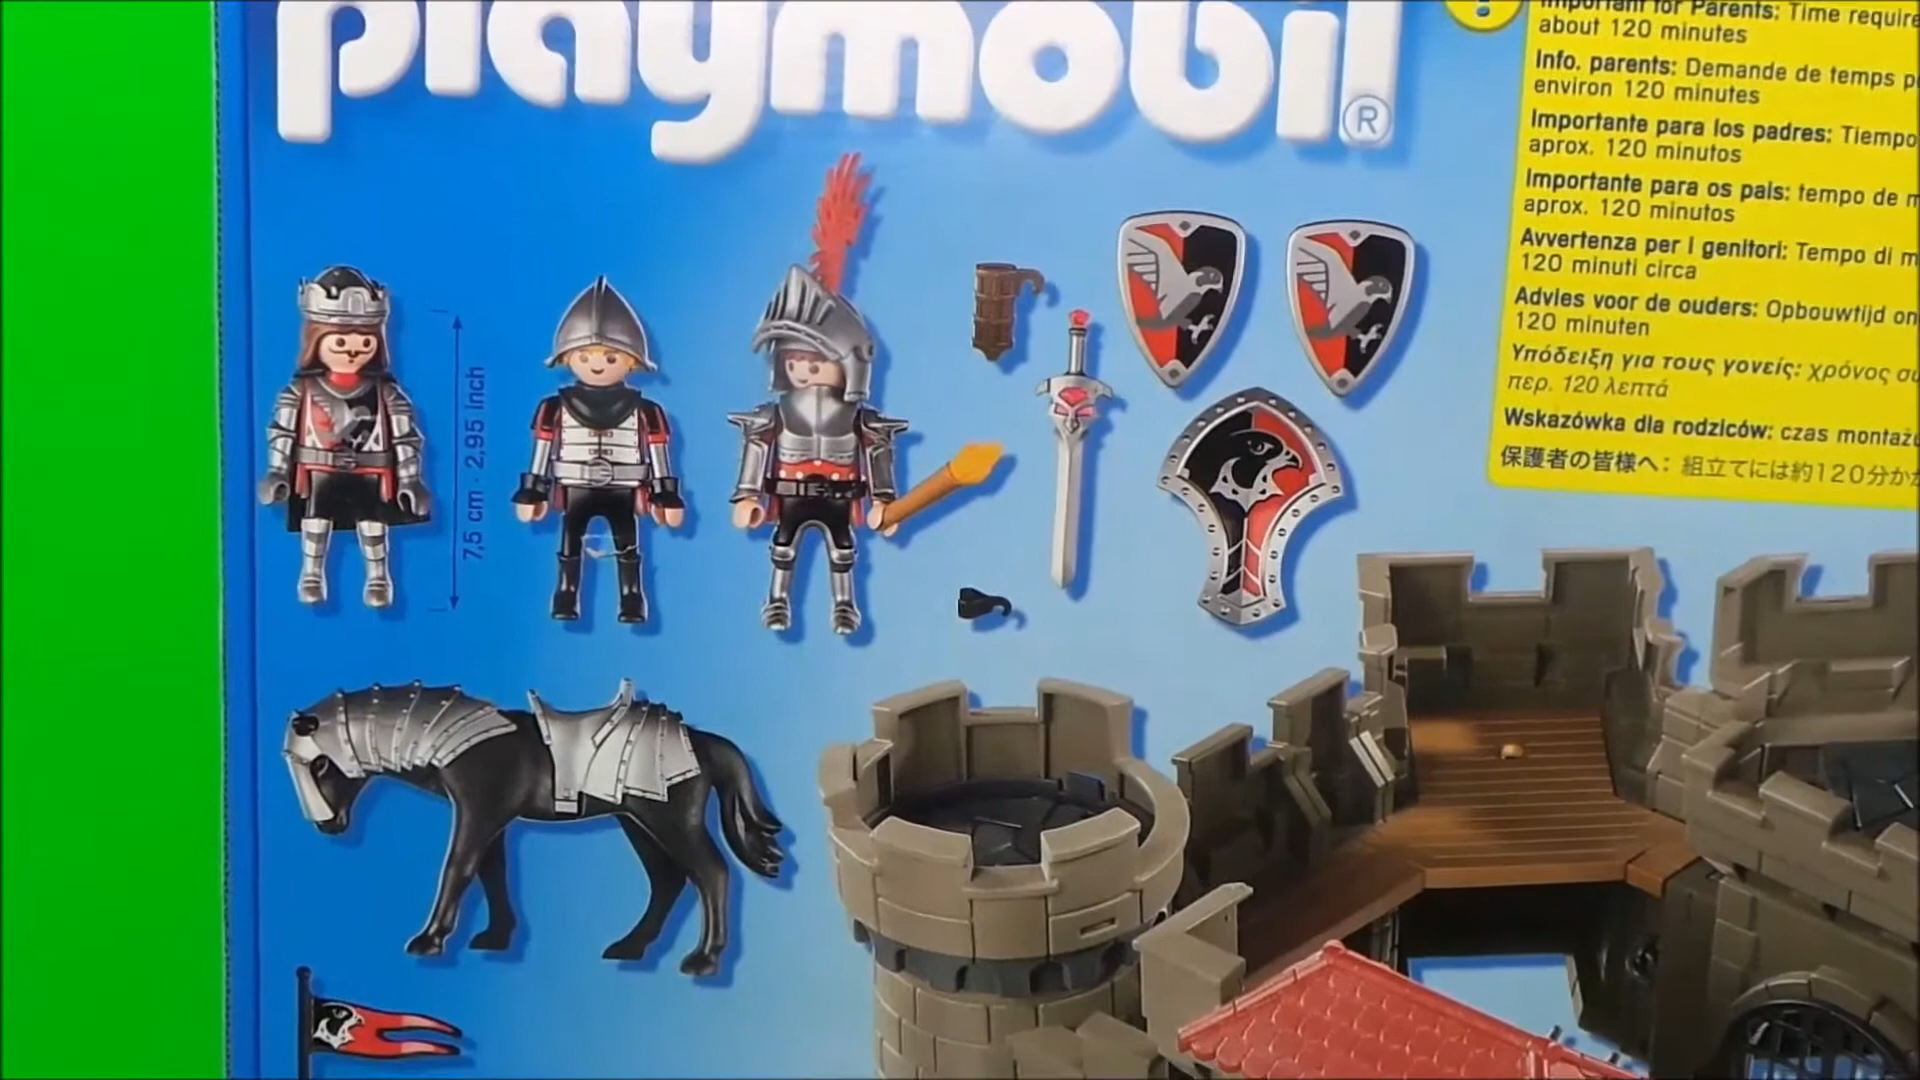 playmobil®
Important for Parents: Time require
about 120 minutes
Info. parents: Demande de temps p
environ 120 minutes
Importante para los padres: Tiempo
aprox. 120 minutos
Importante para os pais: tempo de m
aprox. 120 minutos
Avvertenza per i genitori: Tempo di m
120 minuti circa
Advies voor de ouders: Opbouwtijd on
120 minuten
Υπόδειξη για τους γονείς: χρόνος συ
περ. 120 λεπτά
Wskazówka dla rodziców: czas montażu
保護者の皆様へ: 組立てには約120分か
7,5 cm - 2,95 inch